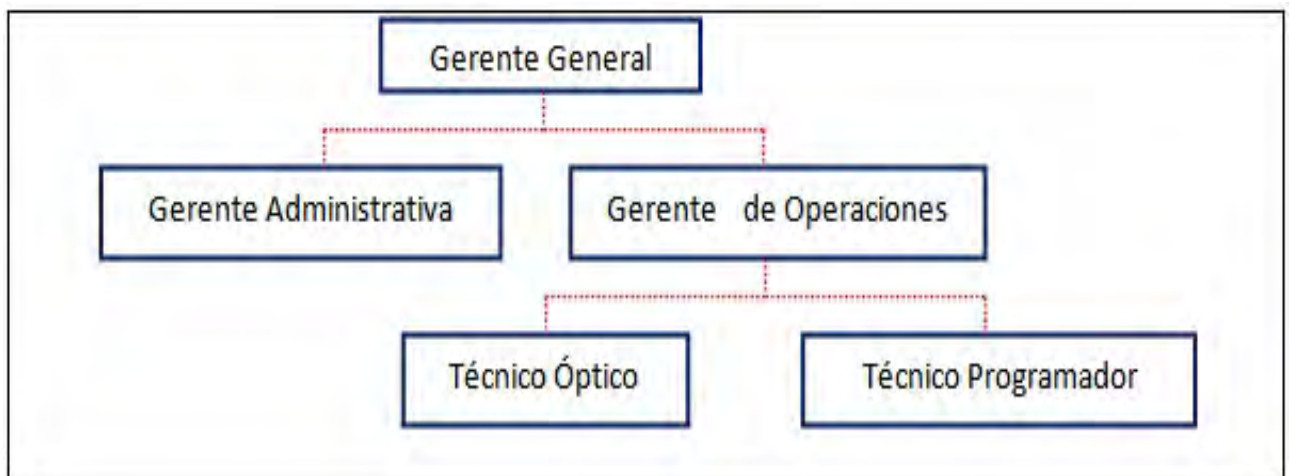 Gerente General
Gerente Administrativa
Gerente de Operaciones
Técnico Óptico
Técnico Programador